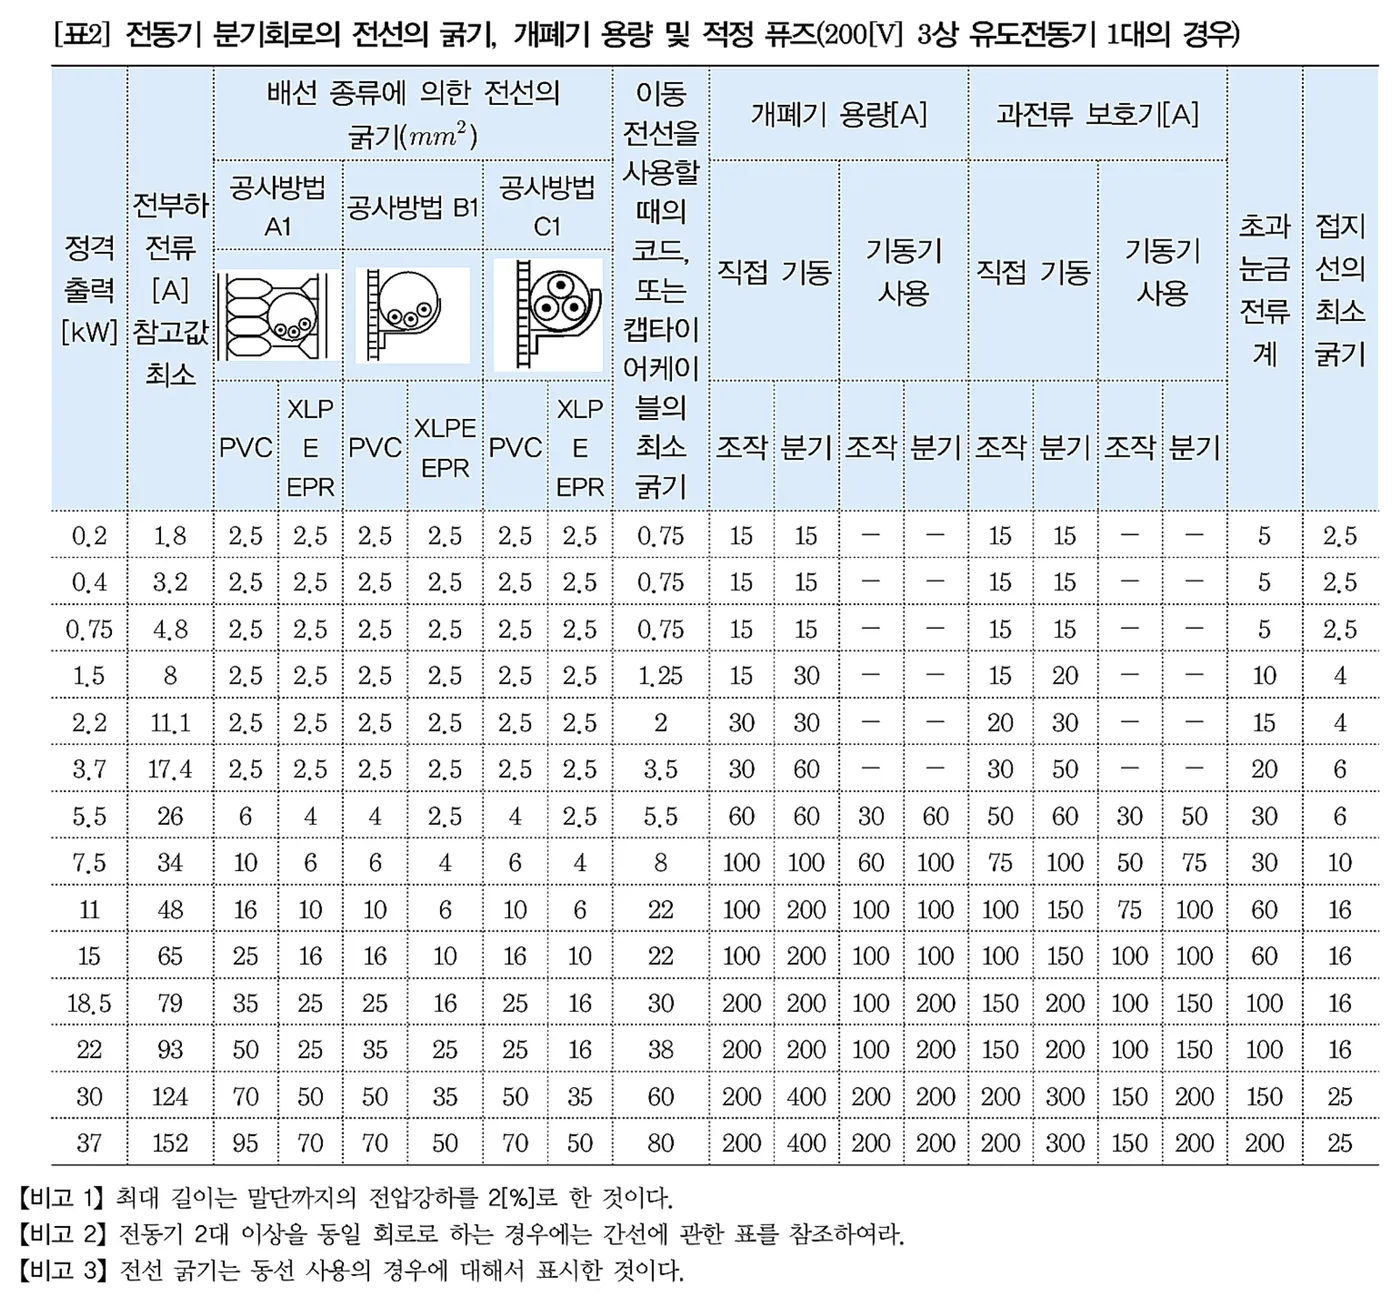 [표2] 전동기 분기회로의 전선의 굵기, 개폐기 용량 및 적정 퓨즈(200[V] 3상 유도전동기 1대의 경우)
정격 출력 [kW] 전부하 전류 [A] 참고값 최소 배선 종류에 의한 전선의 굵기(mm²) 이동 전선을 사용할 때의 코드, 또는 캡타이어케이블의 최소 굵기 개폐기 용량[A] 과전류 보호기[A] 초과 눈금 전류계 접지선의 최소 굵기
공사방법 A1 공사방법 B1 공사방법 C1 직접 기동 기동기 사용 직접 기동 기동기 사용
PVC XLPE EPR PVC XLPE EPR PVC XLPE EPR 조작 분기 조작 분기 조작 분기 조작 분기
0.2 1.8 2.5 2.5 2.5 2.5 2.5 2.5 0.75 15 15 – – 15 15 – – 5 2.5
0.4 3.2 2.5 2.5 2.5 2.5 2.5 2.5 0.75 15 15 – – 15 15 – – 5 2.5
0.75 4.8 2.5 2.5 2.5 2.5 2.5 2.5 0.75 15 15 – – 15 15 – – 5 2.5
1.5 8 2.5 2.5 2.5 2.5 2.5 2.5 1.25 15 30 – – 15 20 – – 10 4
2.2 11.1 2.5 2.5 2.5 2.5 2.5 2.5 2 30 30 – – 20 30 – – 15 4
3.7 17.4 2.5 2.5 2.5 2.5 2.5 2.5 3.5 30 60 – – 30 50 – – 20 6
5.5 26 6 4 4 2.5 4 2.5 5.5 60 60 30 60 50 60 30 50 30 6
7.5 34 10 6 6 4 6 4 8 100 100 60 100 75 100 50 75 30 10
11 48 16 10 10 6 10 6 22 100 200 100 100 100 150 75 100 60 16
15 65 25 16 16 10 16 10 22 100 200 100 100 100 150 100 100 60 16
18.5 79 35 25 25 16 25 16 30 200 200 100 200 150 200 100 150 100 16
22 93 50 25 35 25 25 16 38 200 200 100 200 150 200 100 150 100 16
30 124 70 50 50 35 50 35 60 200 400 200 200 200 300 150 200 150 25
37 152 95 70 70 50 70 50 80 200 400 200 200 200 300 150 200 200 25
【비고 1】 최대 길이는 말단까지의 전압강하를 2[%]로 한 것이다.
【비고 2】 전동기 2대 이상을 동일 회로로 하는 경우에는 간선에 관한 표를 참조하여라.
【비고 3】 전선 굵기는 동선 사용의 경우에 대해서 표시한 것이다.